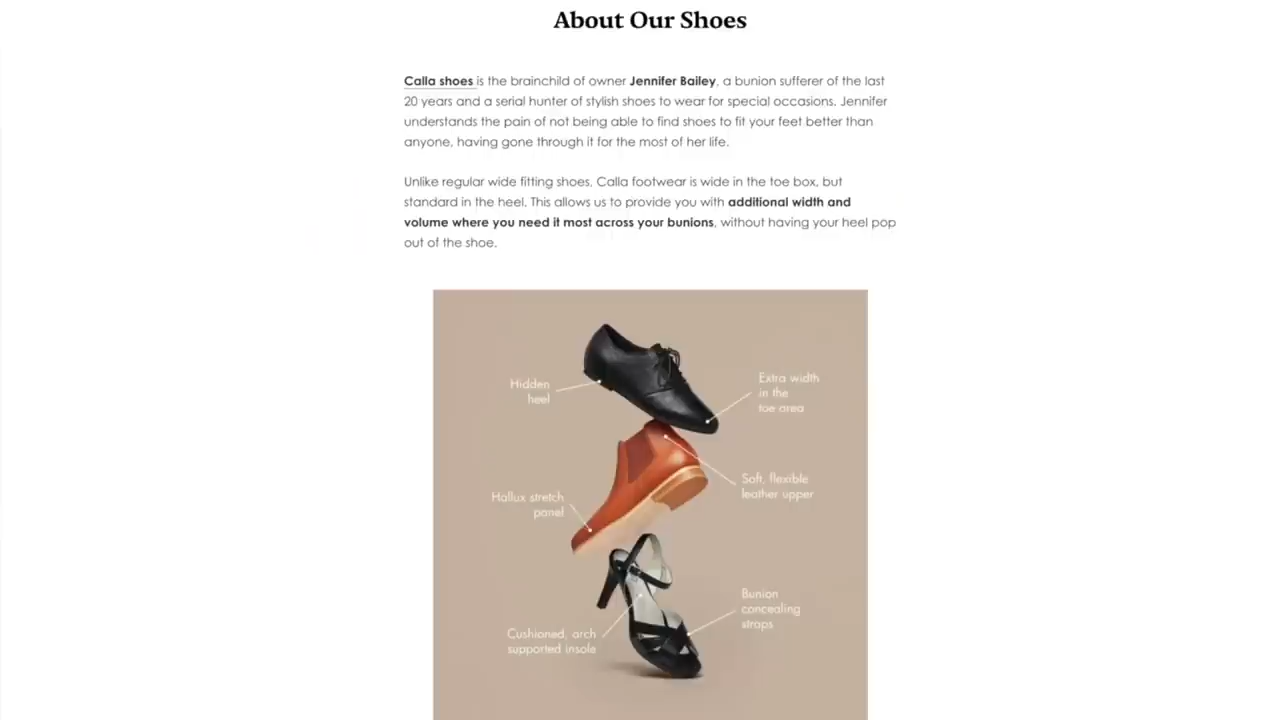 About Our Shoes
Calla shoes is the brainchild of owner Jennifer Bailey, a bunion sufferer of the last
20 years and a serial hunter of stylish shoes to wear for special occasions. Jennifer
understands the pain of not being able to find shoes to fit your feet better than
anyone, having gone through it for the most of her life.
Unlike regular wide fitting shoes, Calla footwear is wide in the toe box, but
standard in the heel. This allows us to provide you with additional width and
volume where you need it most across your bunions, without having your heel pop
out of the shoe.
Hidden
heel
Extra width
in the
toe area
Soft, flexible
leather upper
Hallux stretch
panel
Bunion
concealing
straps
Cushioned, arch
supported insole